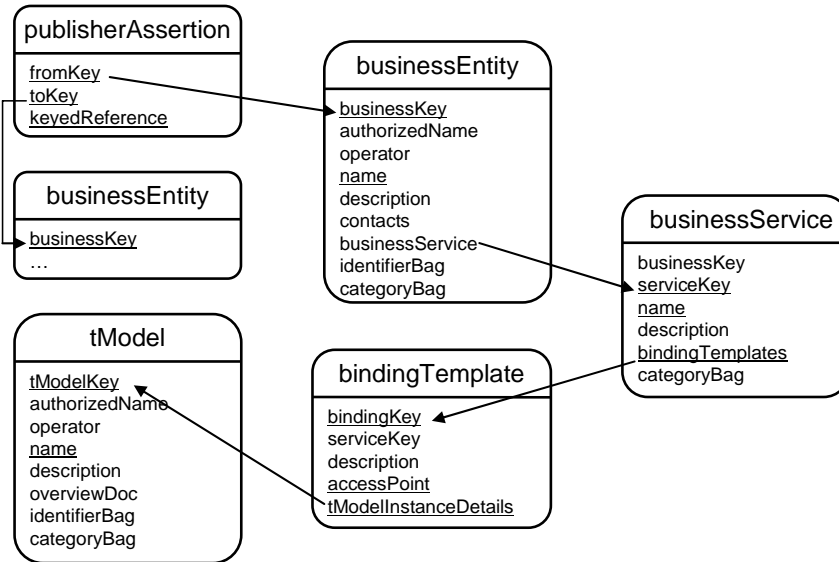 publisherAssertion
fromKey
toKey
keyedReference
businessEntity
businessKey
authorizedName
operator
name
description
contacts
businessService
identifierBag
categoryBag
businessEntity
businessKey
…
businessService
businessKey
serviceKey
name
description
bindingTemplates
categoryBag
tModel
tModelKey
authorizedName
operator
name
description
overviewDoc
identifierBag
categoryBag
bindingTemplate
bindingKey
serviceKey
description
accessPoint
tModelInstanceDetails